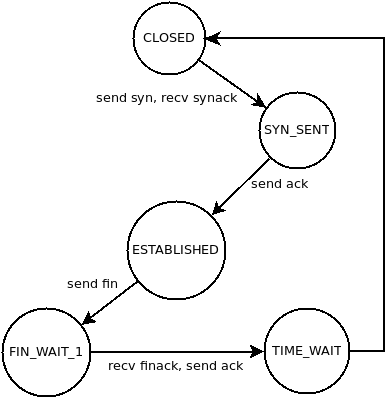 CLOSED
send syn, recv synack
SYN_SENT
send ack
ESTABLISHED
send fin
FIN_WAIT_1
recv finack, send ack
TIME_WAIT